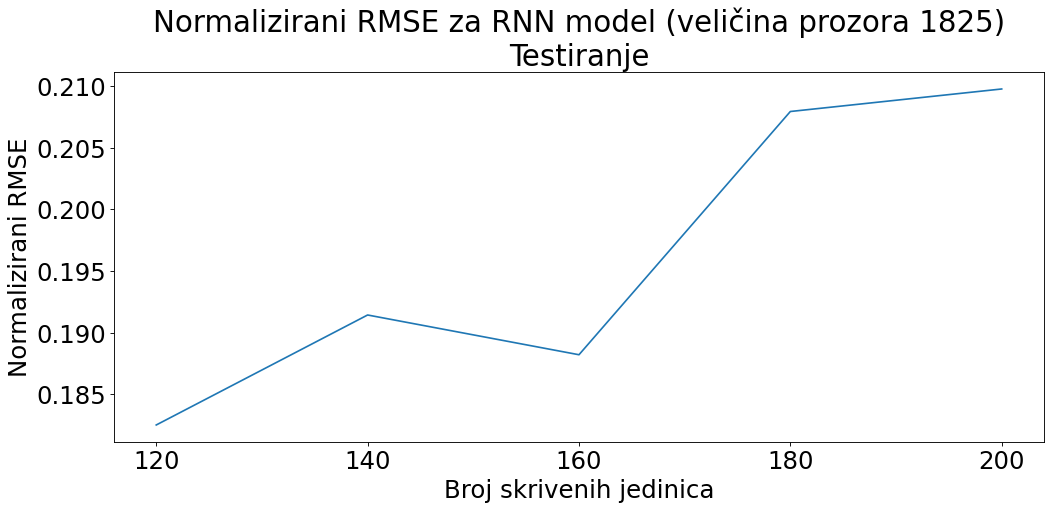 Normalizirani RMSE za RNN model (veličina prozora 1825)
Testiranje
Normalizirani RMSE
0.210
0.205
0.200
0.195
0.190
0.185
120 140 160 180 200
Broj skrivenih jedinica